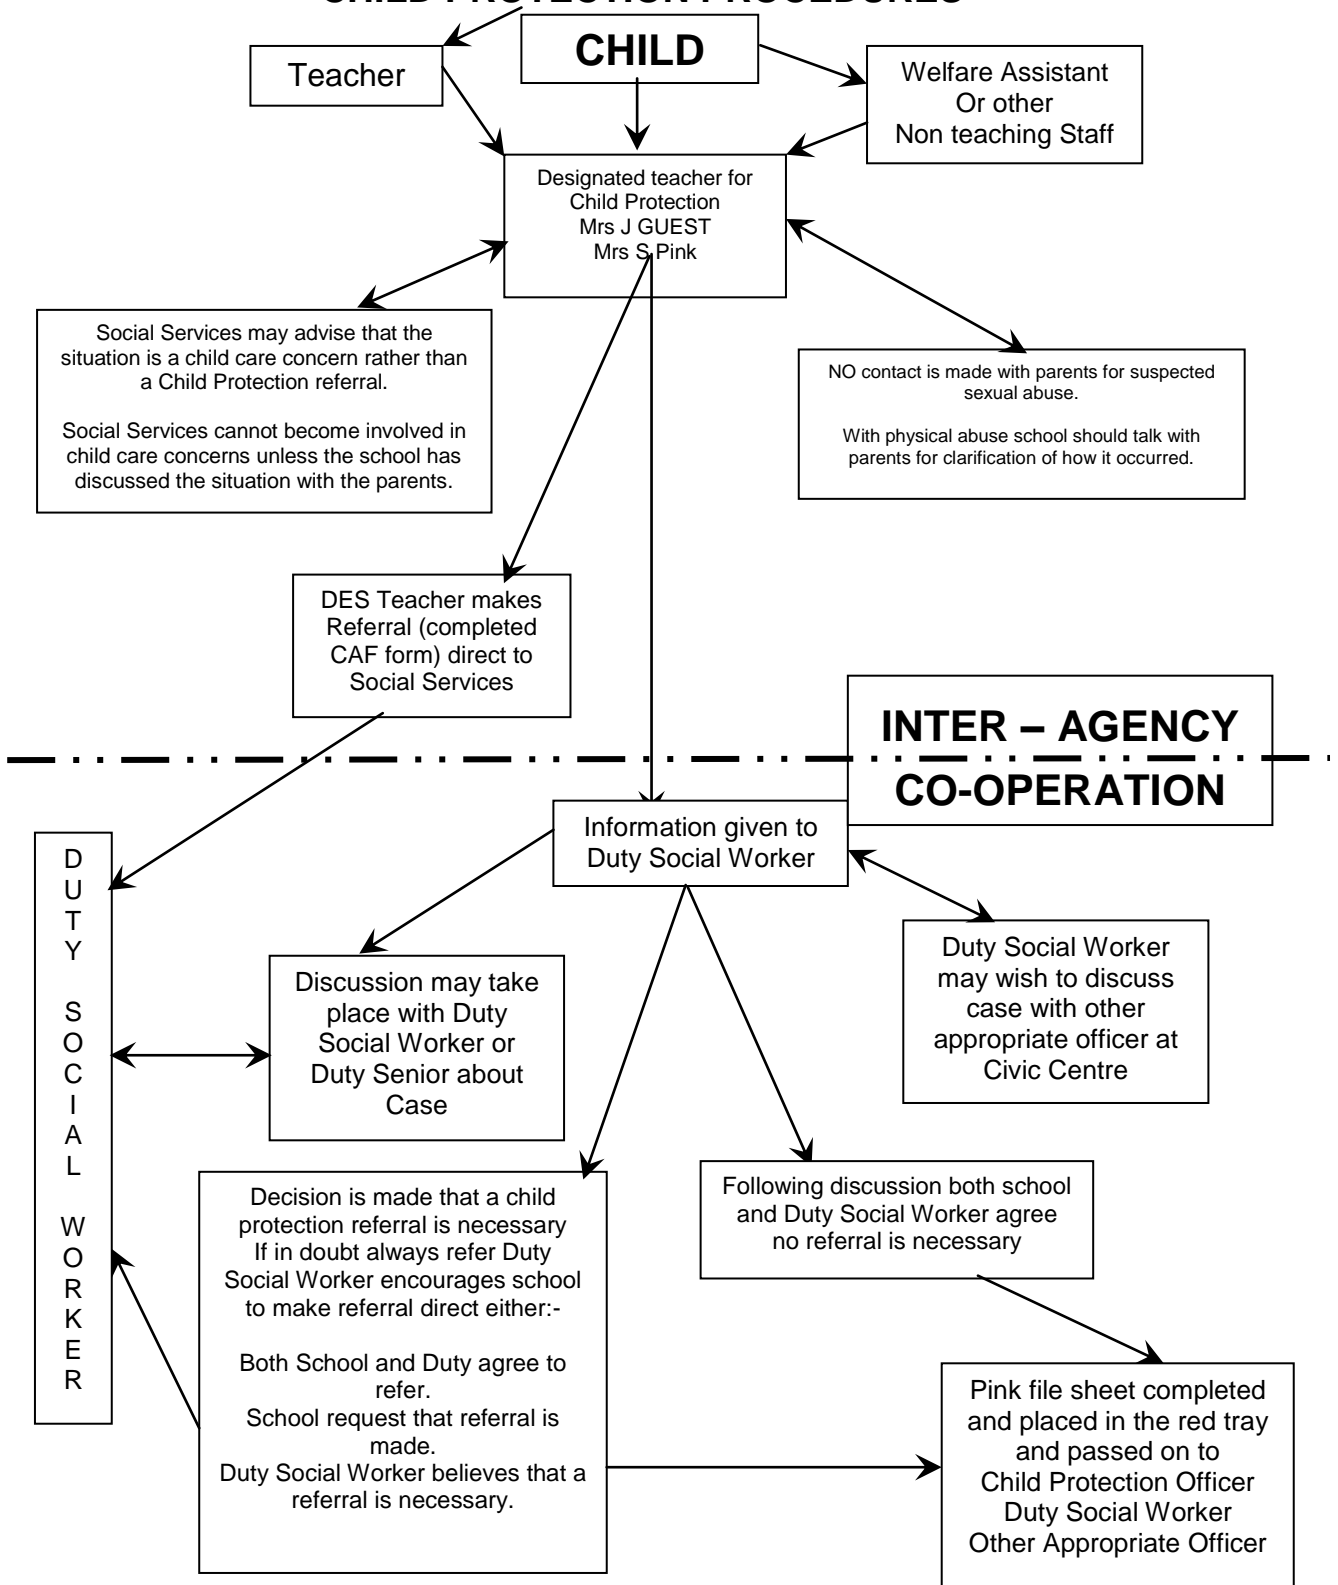 CHILD PROTECTION PROCEDURES
CHILD
Teacher
Welfare Assistant
Or other
Non teaching Staff
Designated teacher for
Child Protection
Mrs J GUEST
Mrs S Pink
Social Services may advise that the
situation is a child care concern rather than
a Child Protection referral.
Social Services cannot become involved in
child care concerns unless the school has
discussed the situation with the parents.
NO contact is made with parents for suspected
sexual abuse.
With physical abuse school should talk with
parents for clarification of how it occurred.
DES Teacher makes
Referral (completed
CAF form) direct to
Social Services
INTER – AGENCY
CO-OPERATION
Information given to
Duty Social Worker
DUTY SOCIAL WORKER
Discussion may take
place with Duty
Social Worker or
Duty Senior about
Case
Duty Social Worker
may wish to discuss
case with other
appropriate officer at
Civic Centre
Decision is made that a child
protection referral is necessary
If in doubt always refer Duty
Social Worker encourages school
to make referral direct either:-
Both School and Duty agree to
refer.
School request that referral is
made.
Duty Social Worker believes that a
referral is necessary.
Following discussion both school
and Duty Social Worker agree
no referral is necessary
Pink file sheet completed
and placed in the red tray
and passed on to
Child Protection Officer
Duty Social Worker
Other Appropriate Officer